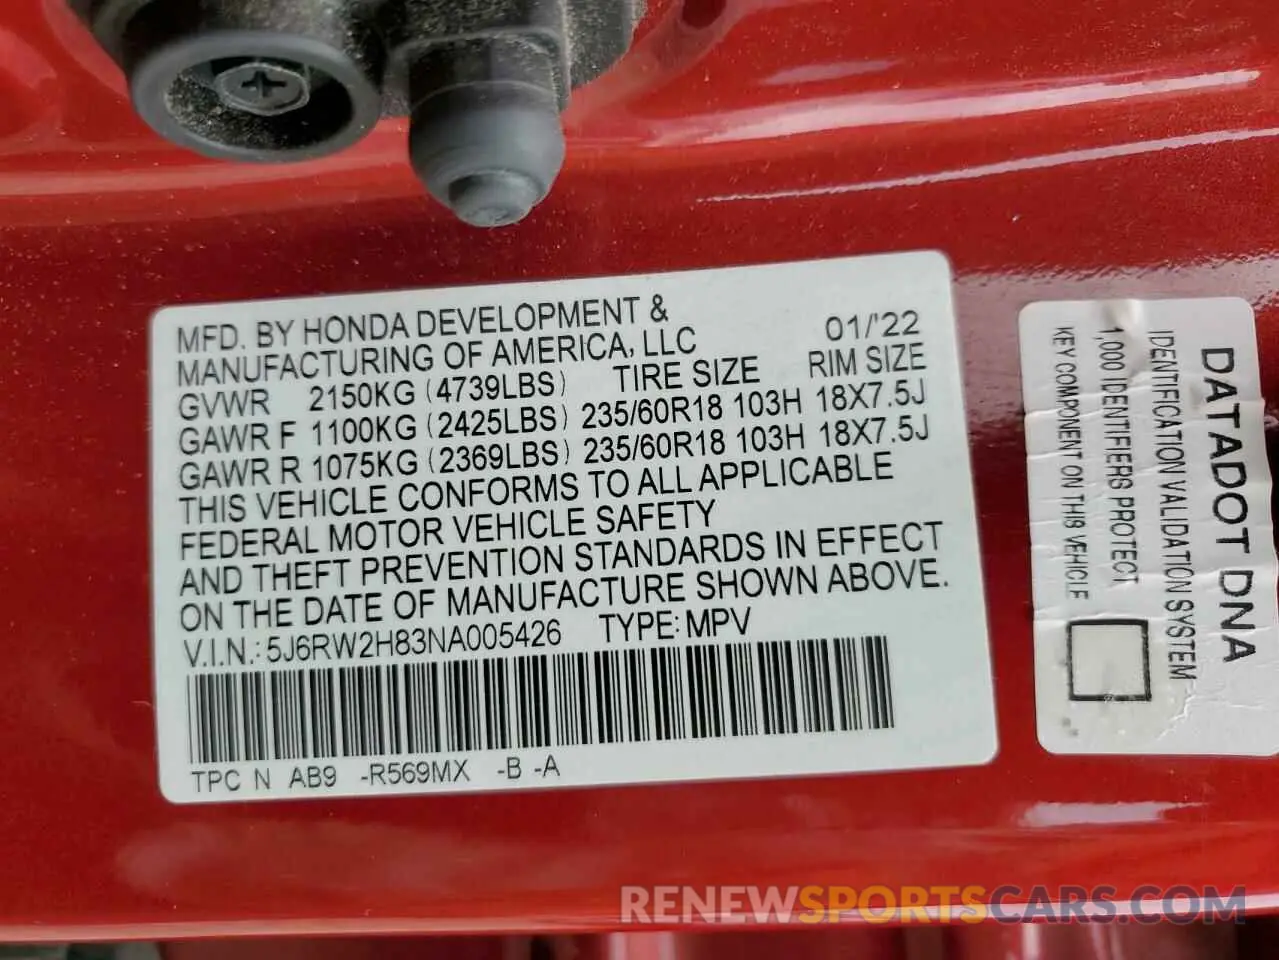 MFD. BY HONDA DEVELOPMENT &
MANUFACTURING OF AMERICA, LLC 01/'22
GVWR 2150KG (4739LBS) TIRE SIZE RIM SIZE
GAWR F 1100KG (2425LBS) 235/60R18 103H 18X7.5J
GAWR R 1075KG (2369LBS) 235/60R18 103H 18X7.5J
THIS VEHICLE CONFORMS TO ALL APPLICABLE
FEDERAL MOTOR VEHICLE SAFETY
AND THEFT PREVENTION STANDARDS IN EFFECT
ON THE DATE OF MANUFACTURE SHOWN ABOVE.
V.I.N.: 5J6RW2H83NA005426 TYPE: MPV
TPC N AB9 -R569MX -B -A
DATADOT DNA
IDENTIFICATION VALIDATION SYSTEM
1,000 IDENTIFIERS PROTECT
KEY COMPONENT ON THIS VEHICLE
RENEWSPORTSCARS.COM